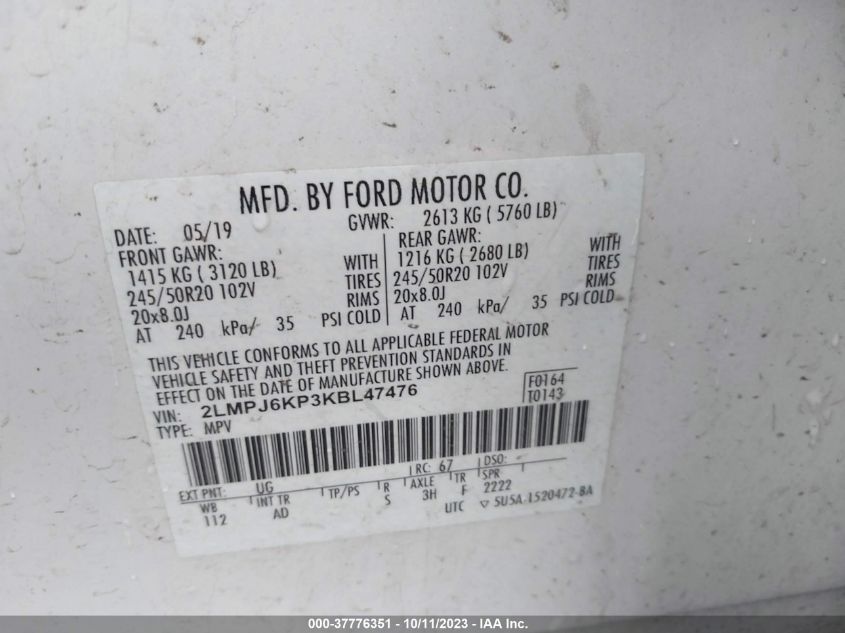 MFD. BY FORD MOTOR CO.
DATE: 05/19 GVWR: 2613 KG ( 5760 LB)
FRONT GAWR: REAR GAWR:
1415 KG ( 3120 LB) WITH 1216 KG ( 2680 LB) WITH
245/50R20 102V TIRES 245/50R20 102V TIRES
20x8.0J RIMS 20x8.0J RIMS
AT 240 kPa/ 35 PSI COLD AT 240 kPa/ 35 PSI COLD
THIS VEHICLE CONFORMS TO ALL APPLICABLE FEDERAL MOTOR
VEHICLE SAFETY AND THEFT PREVENTION STANDARDS IN
EFFECT ON THE DATE OF MANUFACTURE SHOWN ABOVE.
VIN: 2LMPJ6KP3KBL47476 F0164
TYPE: MPV T0143
EXT PNT: UG RC: 67 DSO: -
WB INT TR TP/PS R AXLE TR SPR
112 AD S 3H F 2222
UTC ▽ 5U5A-1520472-BA
000-37776351 - 10/11/2023 - IAA Inc.